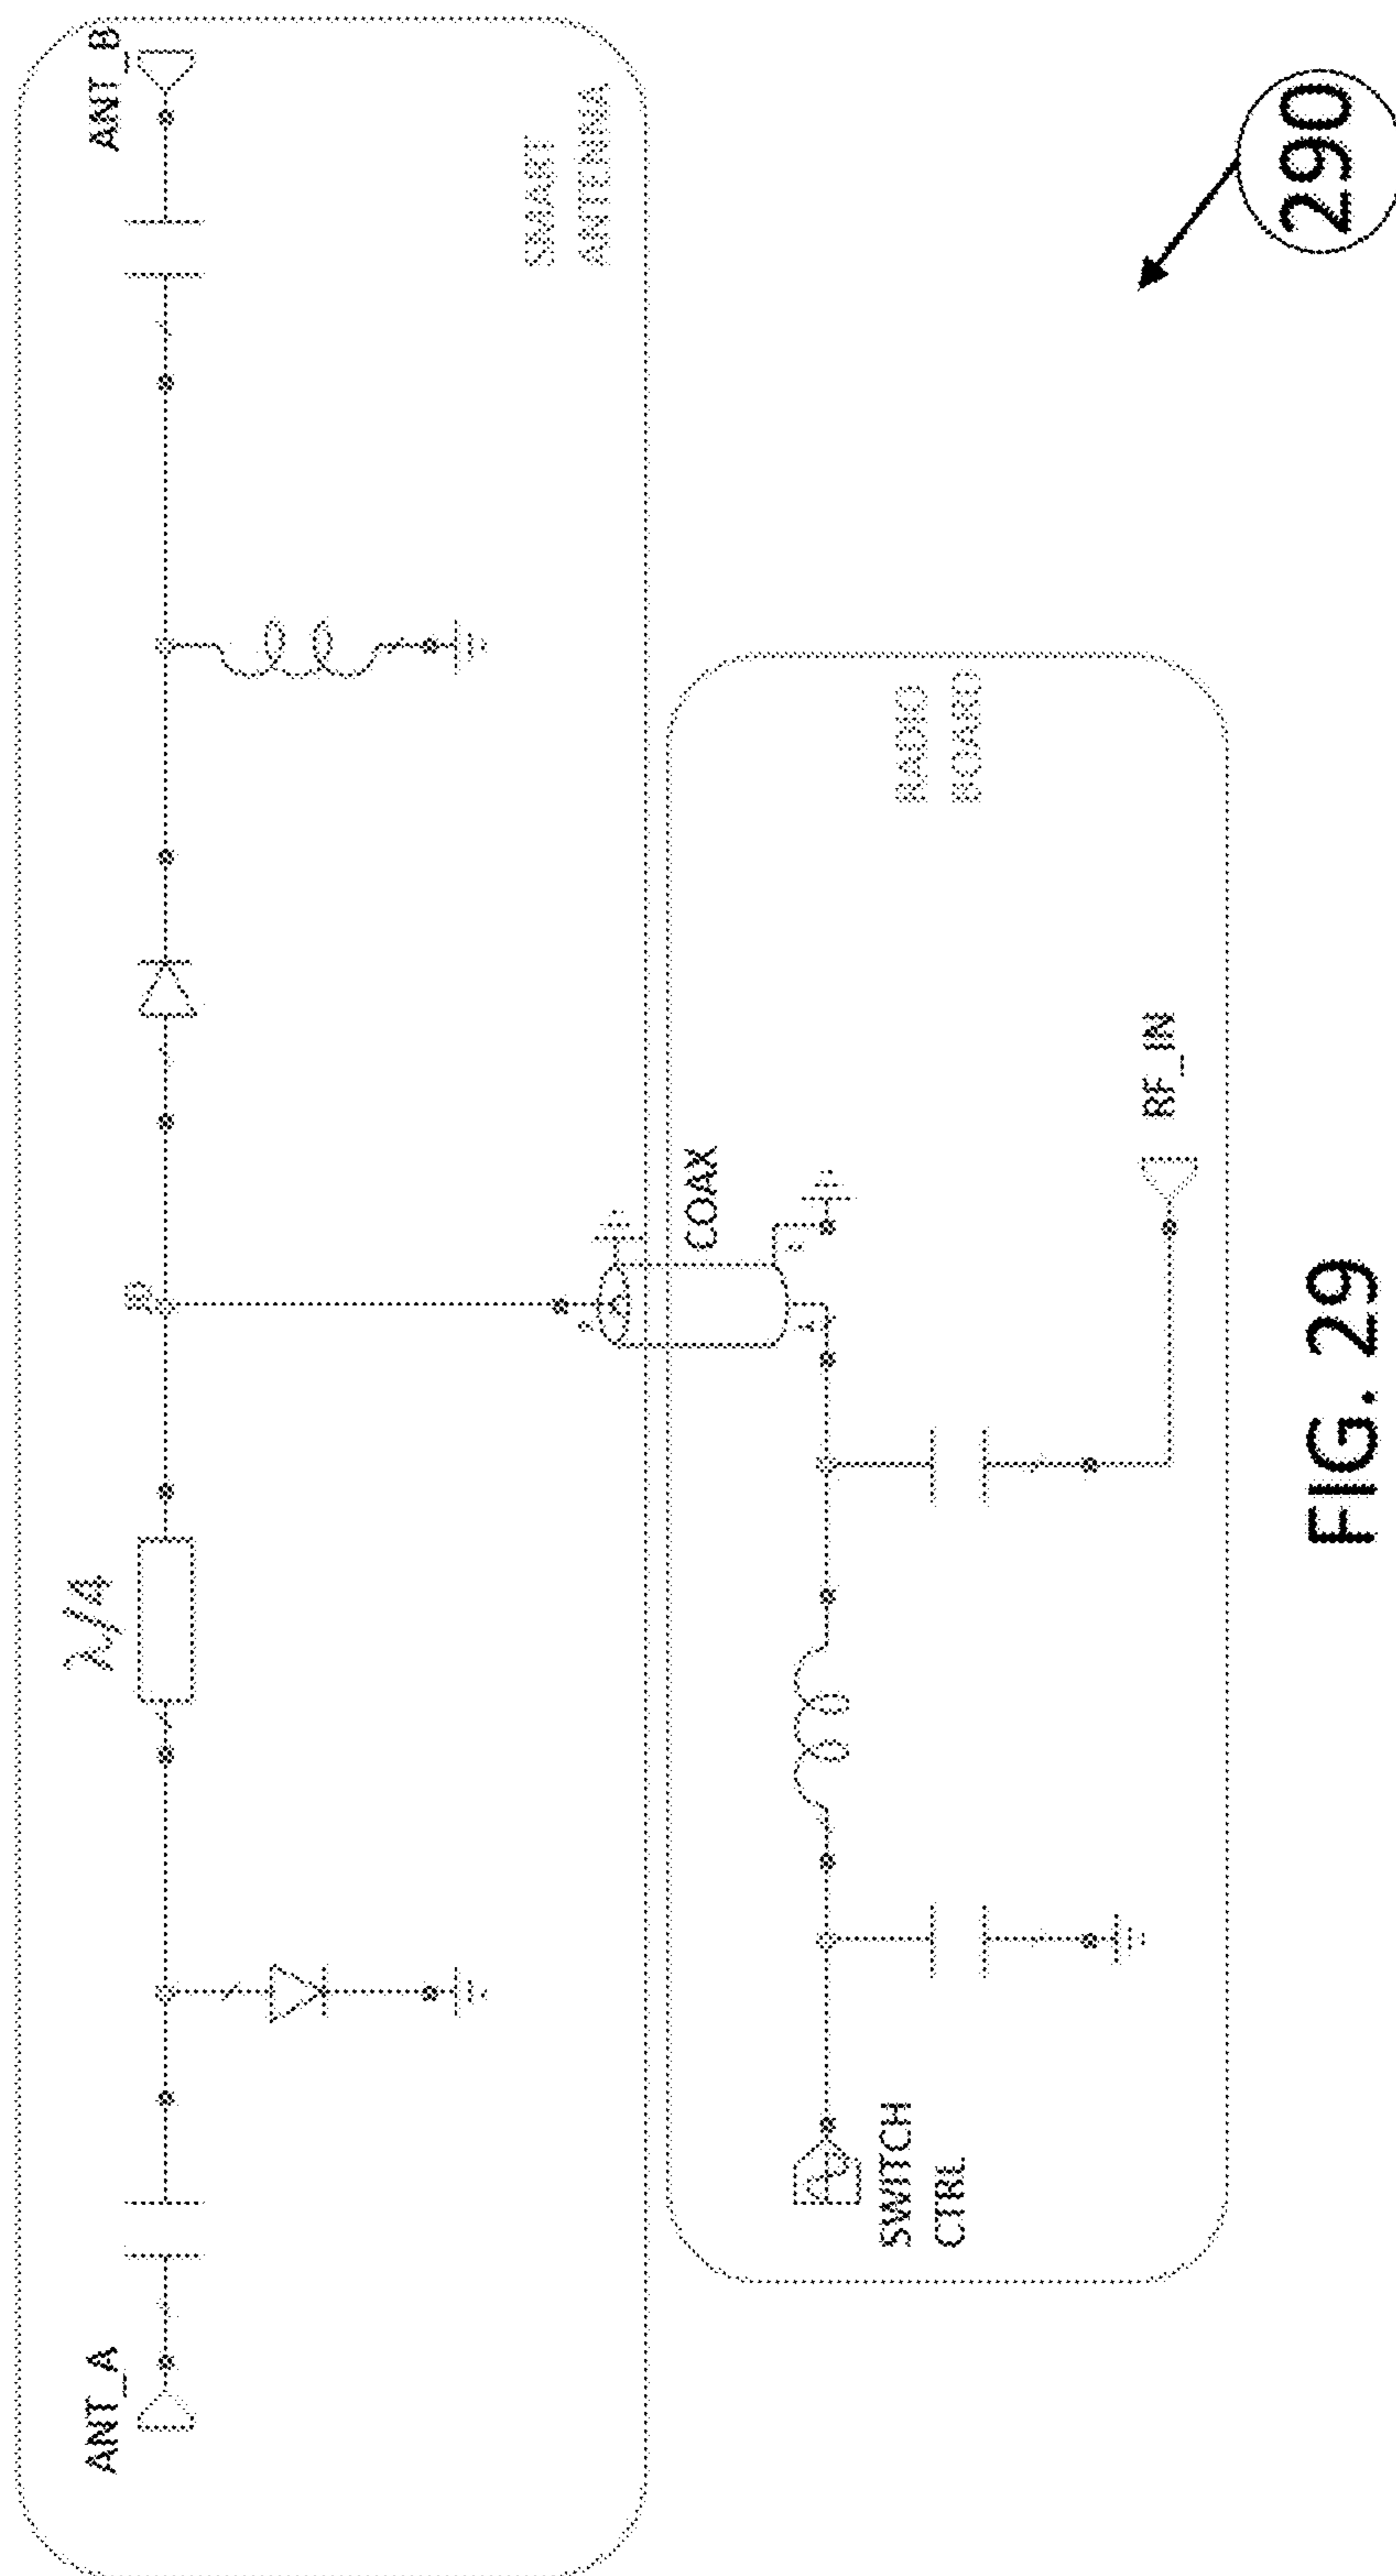 ANT_A
λ/4
ANT_B
SMART
ANTENNA
COAX
RADIO
BOARD
SWITCH
CTRL
RF_IN
290
FIG. 29